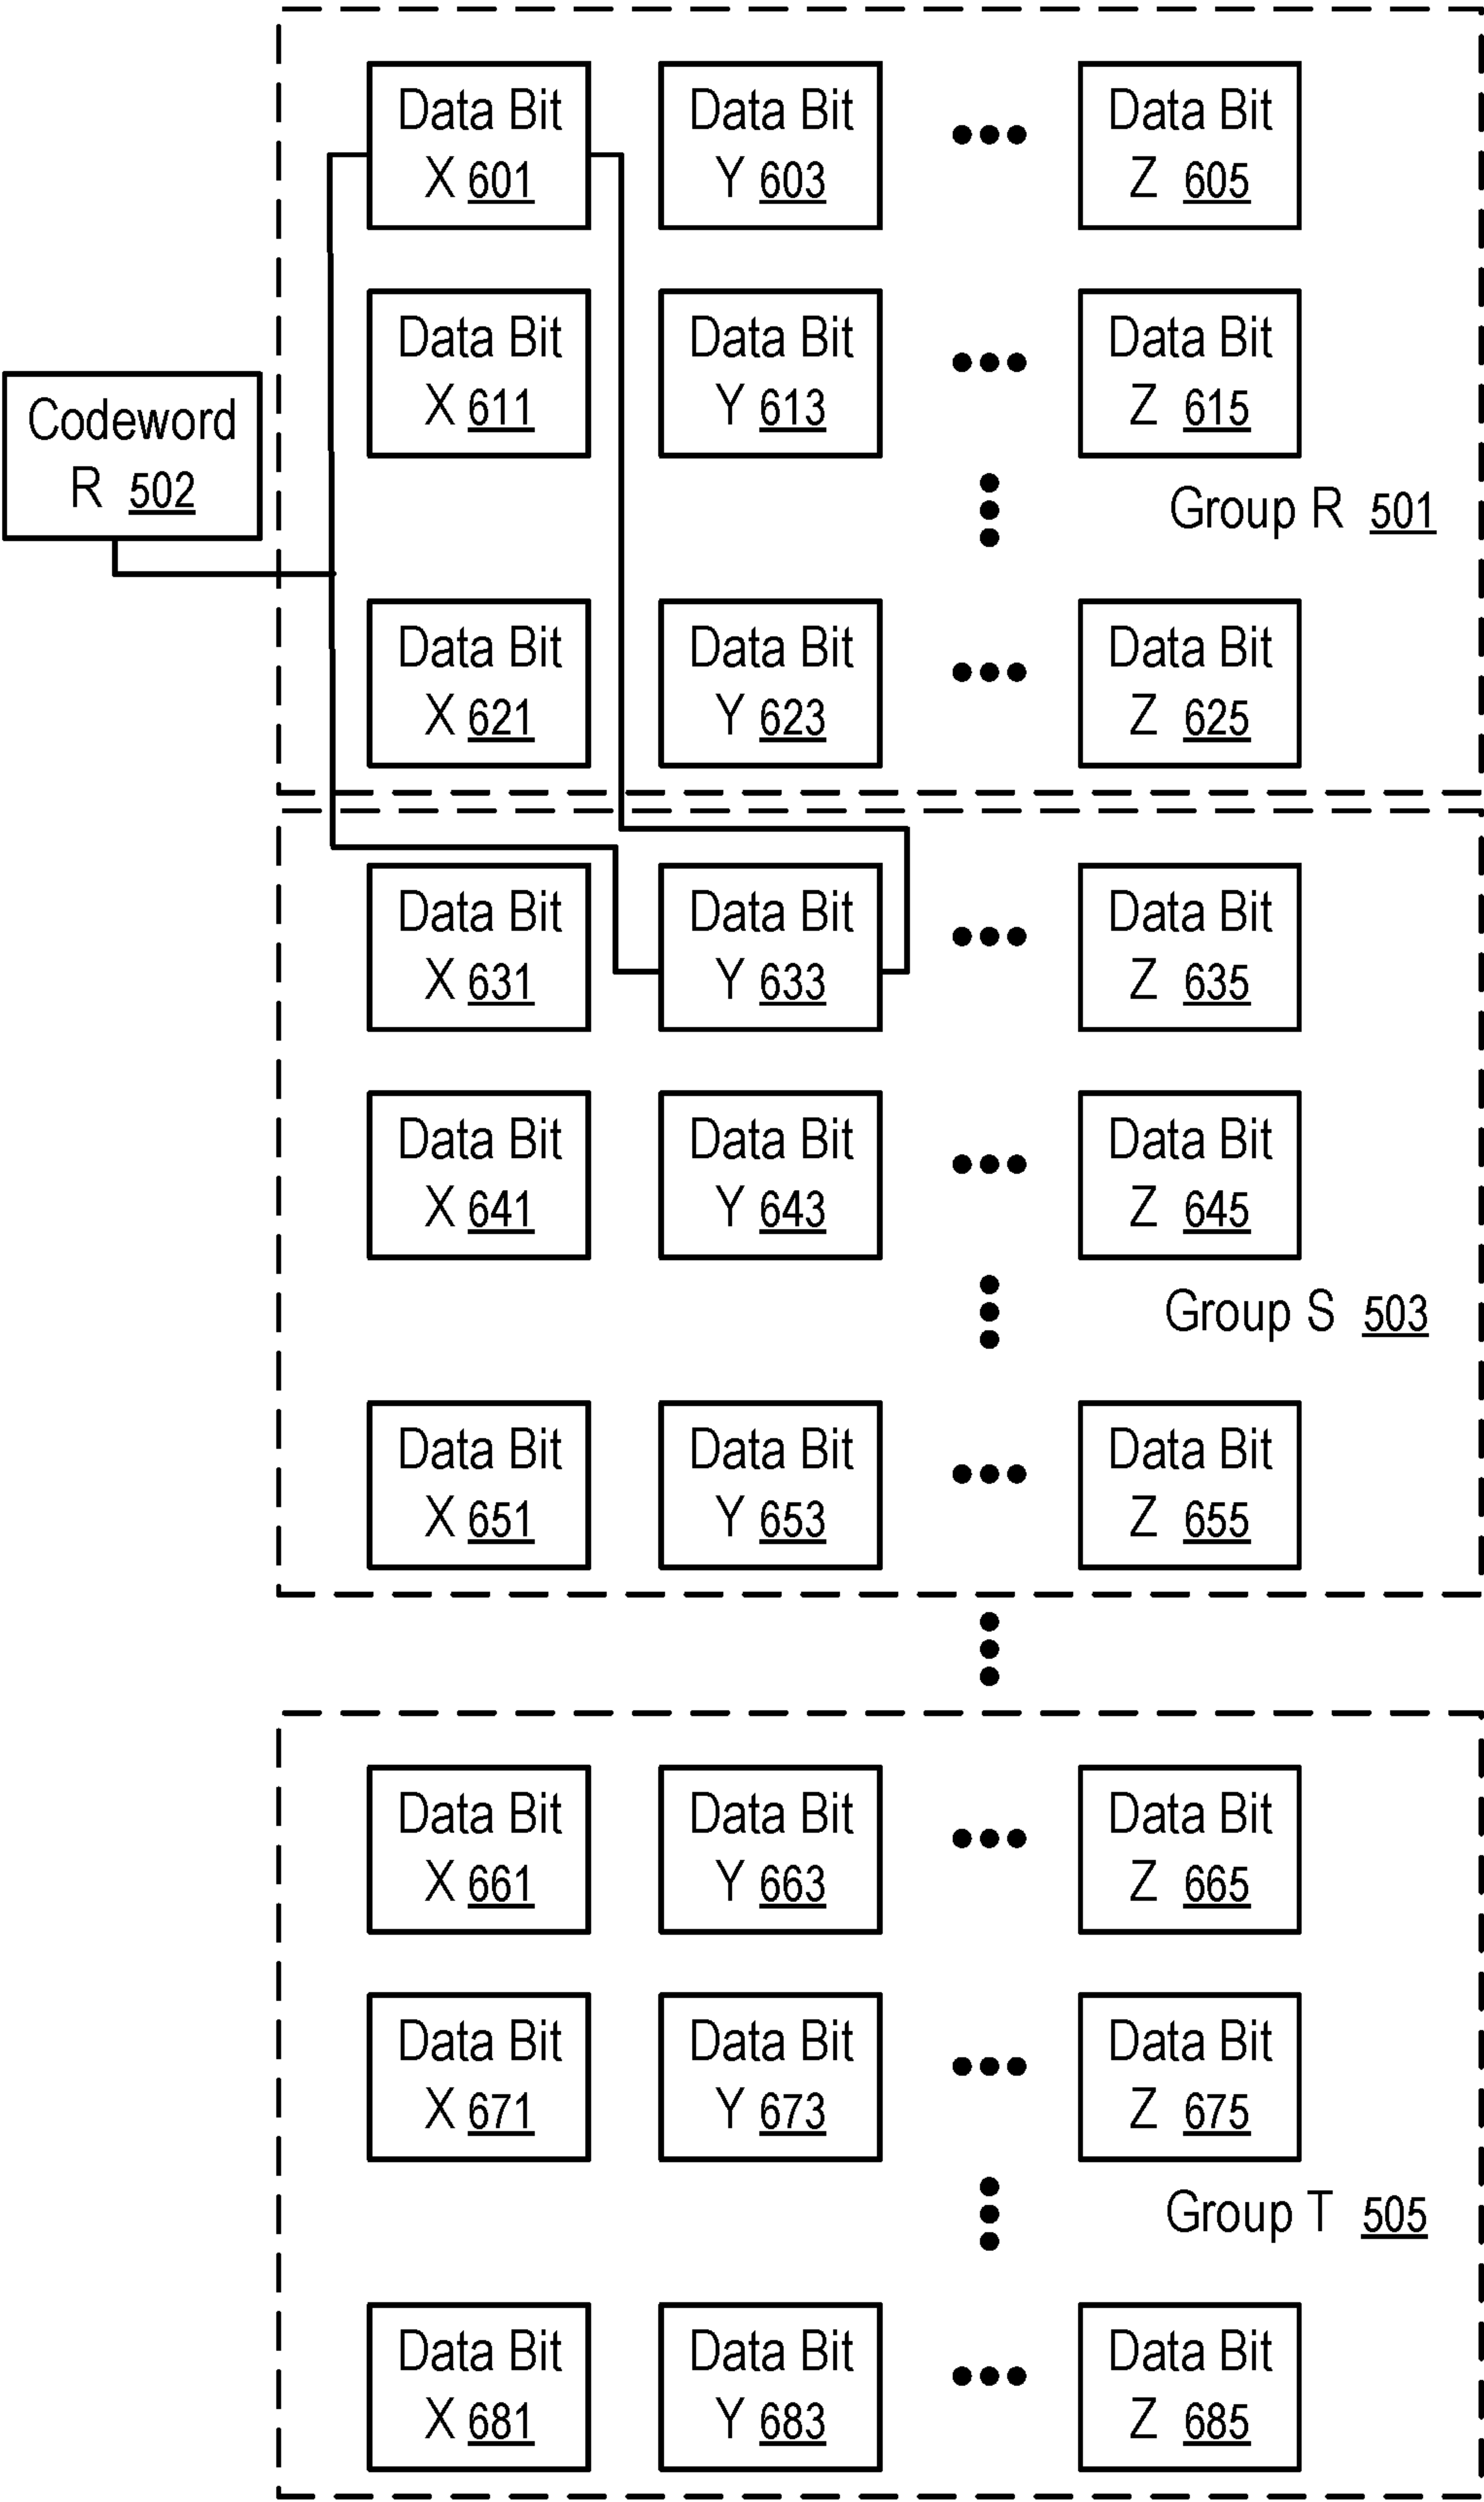 Data Bit
X 601
Data Bit
Y 603
Data Bit
Z 605
Data Bit
X 611
Data Bit
Y 613
Data Bit
Z 615
Codeword
R 502
Group R 501
Data Bit
X 621
Data Bit
Y 623
Data Bit
Z 625
Data Bit
X 631
Data Bit
Y 633
Data Bit
Z 635
Data Bit
X 641
Data Bit
Y 643
Data Bit
Z 645
Group S 503
Data Bit
X 651
Data Bit
Y 653
Data Bit
Z 655
Data Bit
X 661
Data Bit
Y 663
Data Bit
Z 665
Data Bit
X 671
Data Bit
Y 673
Data Bit
Z 675
Group T 505
Data Bit
X 681
Data Bit
Y 683
Data Bit
Z 685